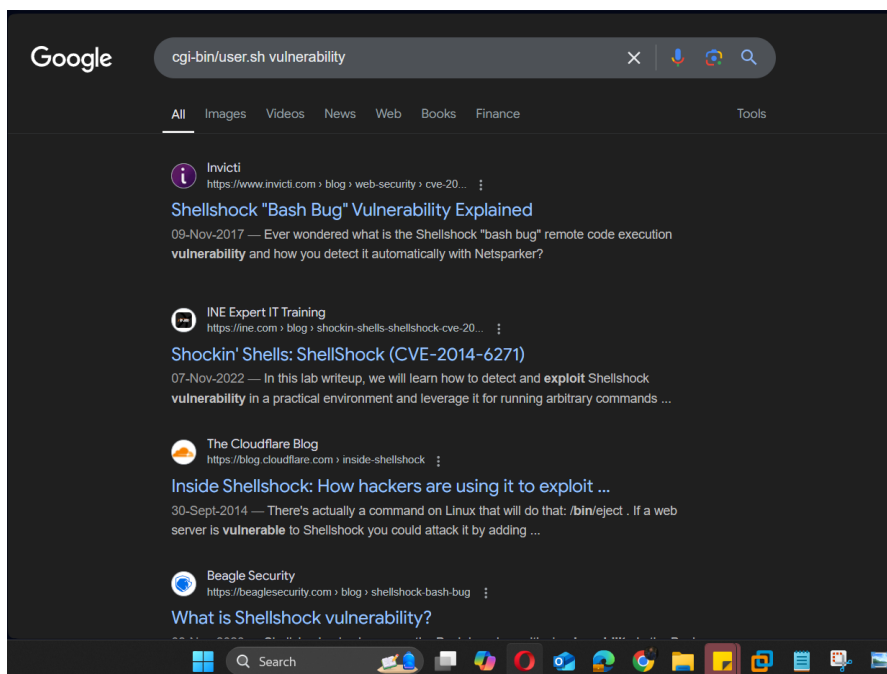 Google
cgi-bin/user.sh vulnerability
All Images Videos News Web Books Finance Tools
Invicti
https://www.invicti.com › blog › web-security › cve-20...
Shellshock "Bash Bug" Vulnerability Explained
09-Nov-2017 — Ever wondered what is the Shellshock "bash bug" remote code execution
vulnerability and how you detect it automatically with Netsparker?
INE Expert IT Training
https://ine.com › blog › shockin-shells-shellshock-cve-20...
Shockin' Shells: ShellShock (CVE-2014-6271)
07-Nov-2022 — In this lab writeup, we will learn how to detect and exploit Shellshock
vulnerability in a practical environment and leverage it for running arbitrary commands ...
The Cloudflare Blog
https://blog.cloudflare.com › inside-shellshock
Inside Shellshock: How hackers are using it to exploit ...
30-Sept-2014 — There's actually a command on Linux that will do that: /bin/eject . If a web
server is vulnerable to Shellshock you could attack it by adding ...
Beagle Security
https://beaglesecurity.com › blog › shellshock-bash-bug
What is Shellshock vulnerability?
Search